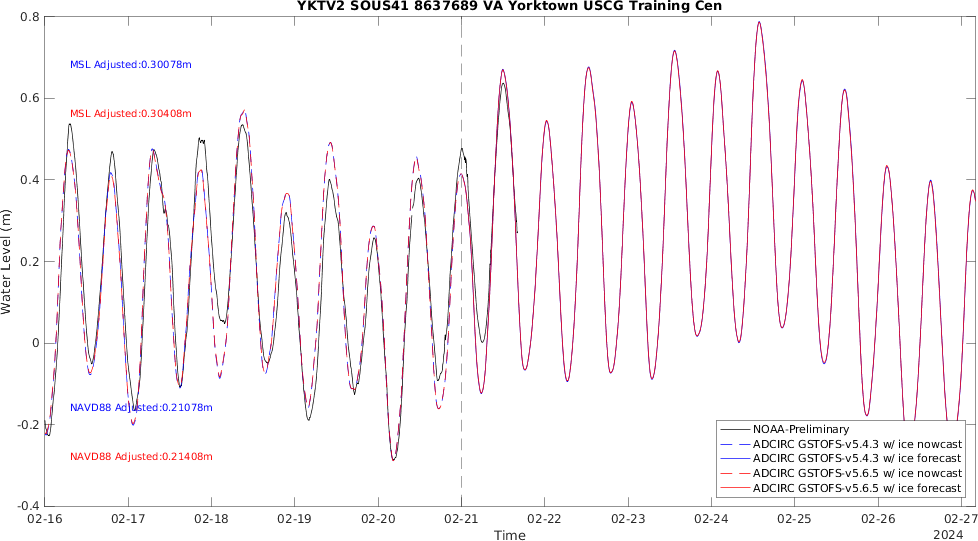 YKTV2 SOUS41 8637689 VA Yorktown USCG Training Cen
0.8
0.6
0.4
0.2
0
-0.2
-0.4
Water Level (m)
MSL Adjusted:0.30078m
MSL Adjusted:0.30408m
NAVD88 Adjusted:0.21078m
NAVD88 Adjusted:0.21408m
NOAA-Preliminary
ADCIRC GSTOFS-v5.4.3 w/ ice nowcast
ADCIRC GSTOFS-v5.4.3 w/ ice forecast
ADCIRC GSTOFS-v5.6.5 w/ ice nowcast
ADCIRC GSTOFS-v5.6.5 w/ ice forecast
02-16 02-17 02-18 02-19 02-20 02-21 02-22 02-23 02-24 02-25 02-26 02-27
Time
2024